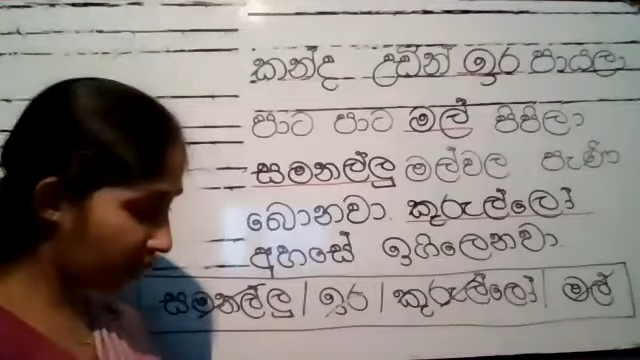 කන්ද උඩින් ඉර පායලා
පාට පාට මල් පිපිලා
සමනල්ලු මල්වල පැණි
බොනවා කුරුල්ලෝ
අහසේ ඉගිලෙනවා
සමනල්ලු | ඉර | කුරුල්ලෝ | මල්